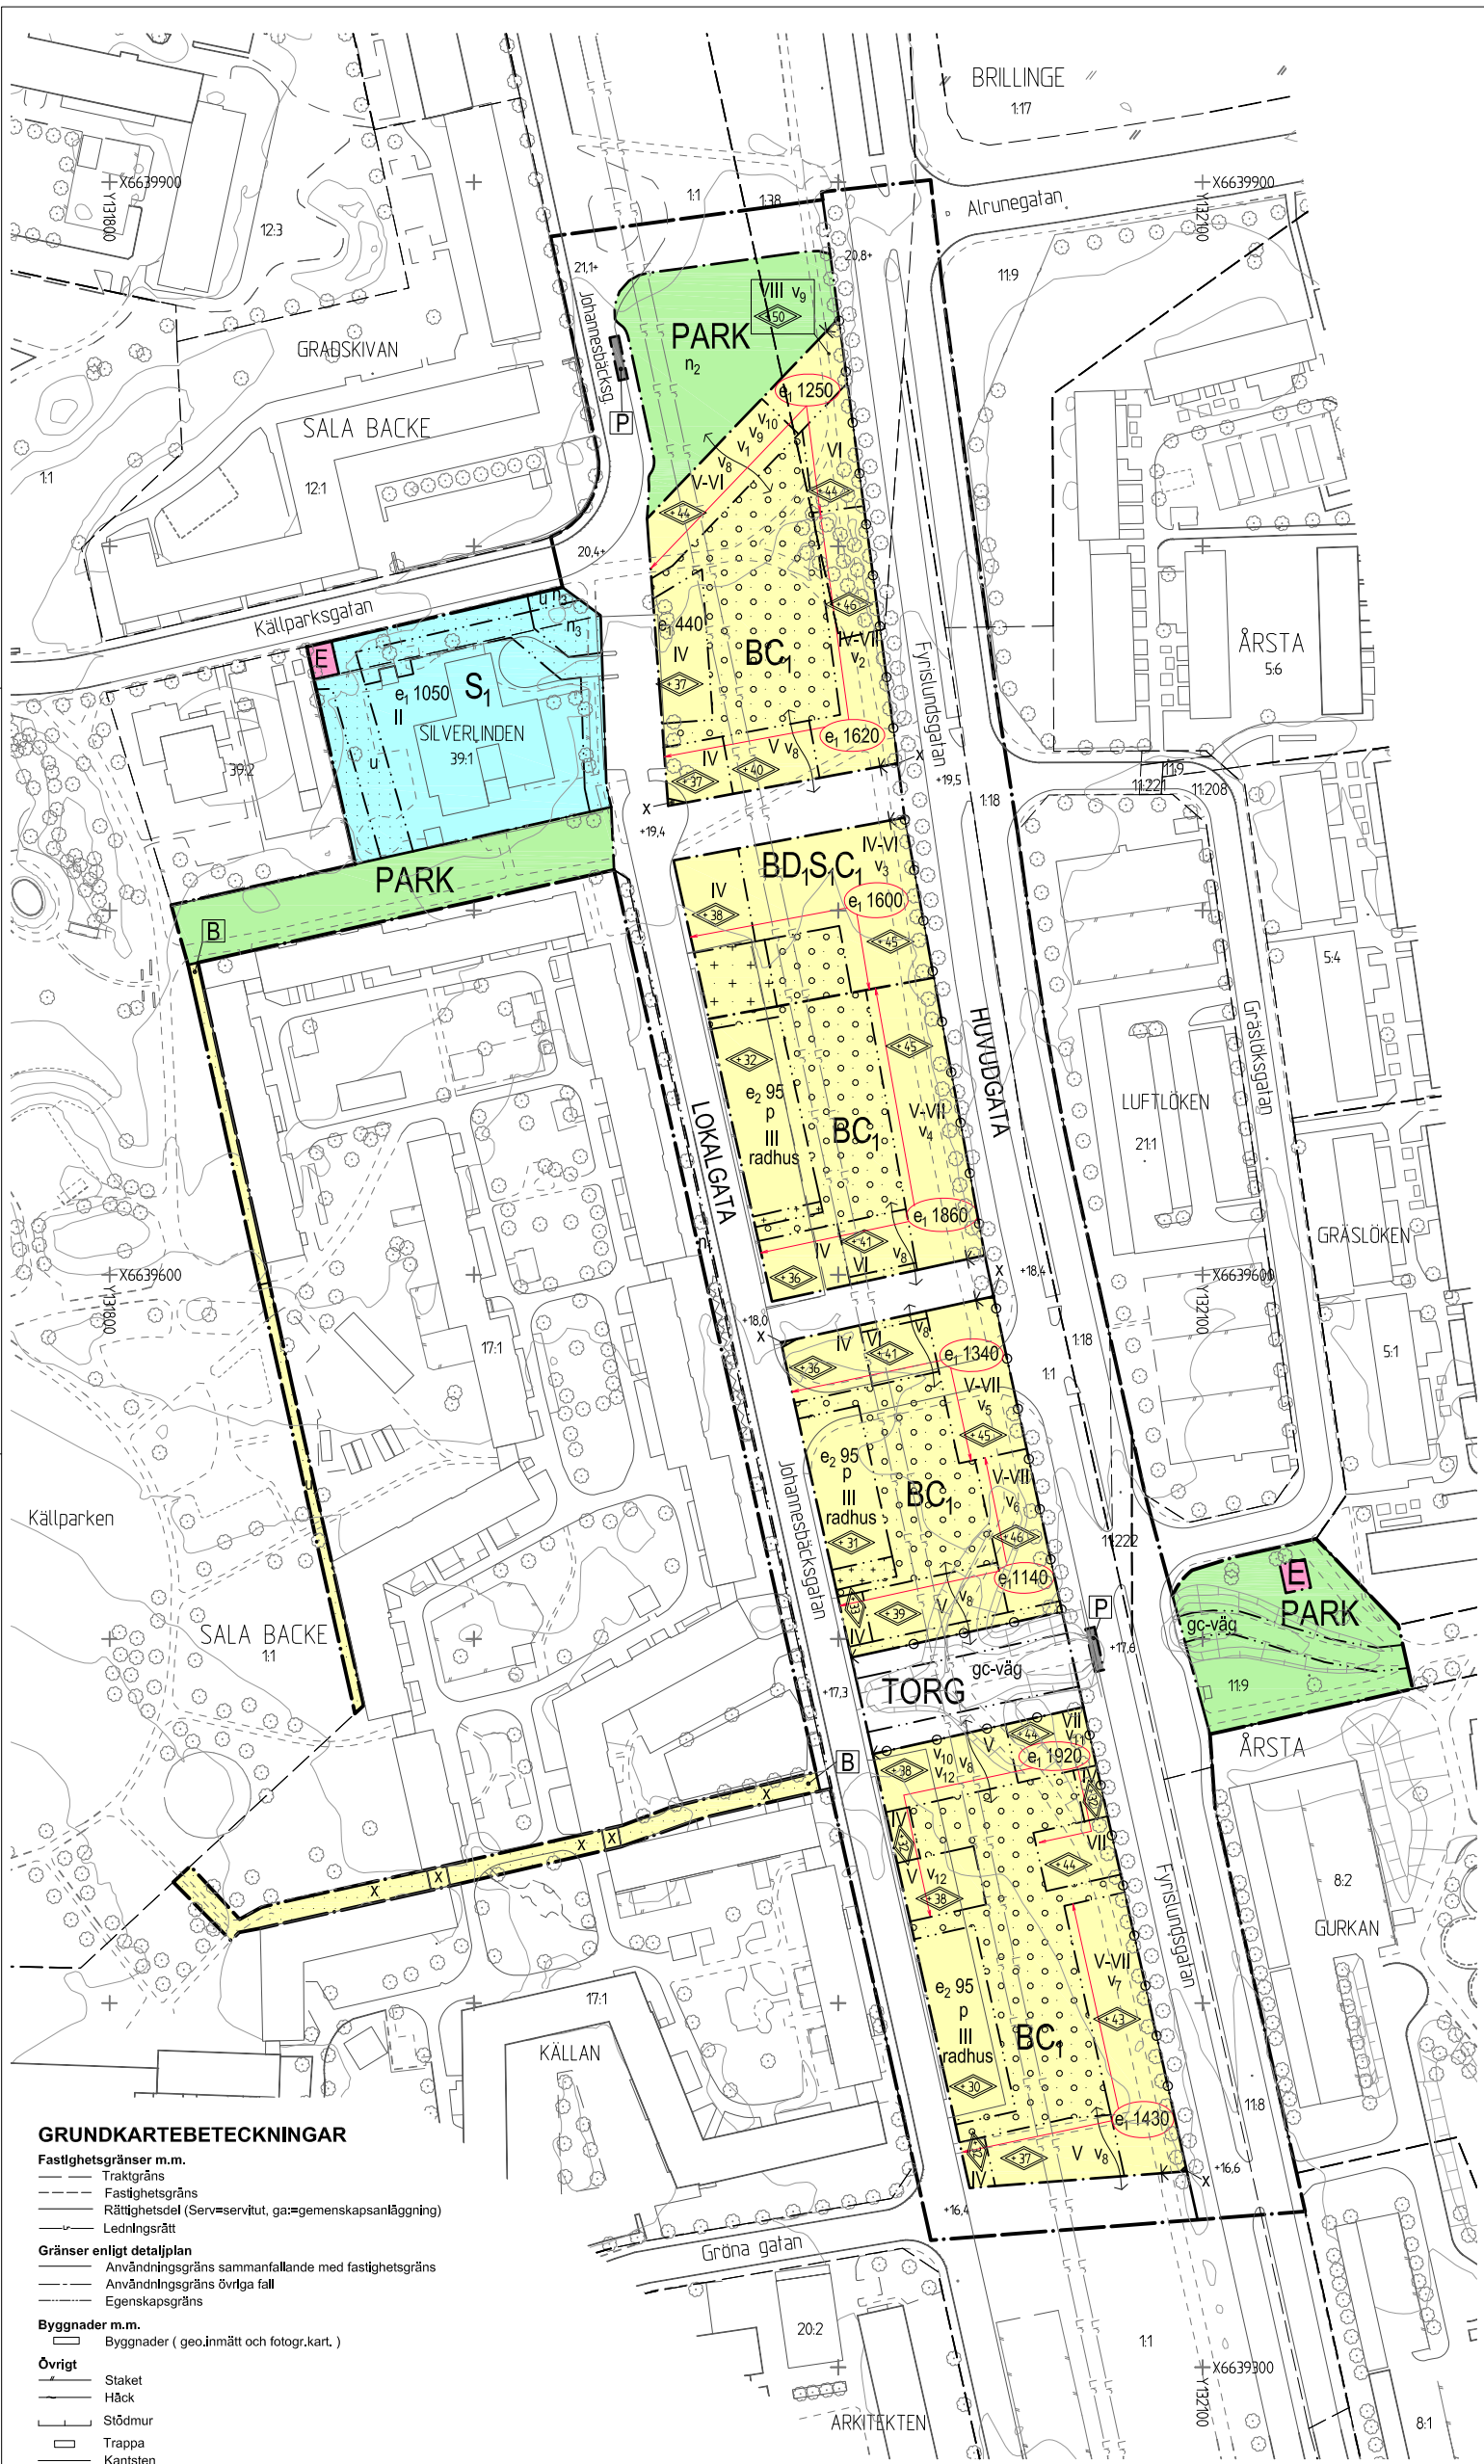 BRILLINGE
1:17
X6639900
Y131800
X6639900
Y132100
Alrunegatan
12:3
1:1
1:38
21,1+
20,8+
11:9
Johannesbäcksg.
VIII v9
+50
PARK
n2
GRADSKIVAN
SALA BACKE
12:1
1:1
P
e1 1250
v10
v9
v1
v8
V-VI
+44
VI
+44
20,4+
Källparksgatan
u n3
n3
E
e1 1050
II
S1
SILVERLINDEN
39:1
39:2
u
e1 440
IV
+37
BC1
+46
IV-VII
v2
Fyrislundsgatan
ÅRSTA
5:6
e1 1620
V v8
IV
+40
+37
x
x
+19,5
+19,4
1:18
11:9
11:221
11:208
PARK
B
BD1S1C1
IV-VI
v3
IV
+38
e1 1600
+45
5:4
HUVUDGATA
Gräslöksgatan
+32
+45
e2 95
p
III
radhus
BC1
V-VII
v4
LUFTLÖKEN
21:1
LOKALGATA
n1
e1 1860
IV
+41
VI
v8
+36
x
+18,4
GRÄSLÖKEN
X6639600
Y131800
X6639600
Y132100
17:1
+18,0
x
IV
VI
v8
+41
+36
e1 1340
1:18
1:1
5:1
V-VII
v5
+45
e2 95
p
III
radhus
+31
BC1
V-VII
v6
+46
Johannesbäcksgatan
Källparken
u
11:222
e1 1140
+33
+39
V
v8
IV
P
E
PARK
gc-väg
11:9
SALA BACKE
1:1
gc-väg
+17,6
TORG
+17,3
ÅRSTA
VII
v11
+44
V
v10
v12
v8
+38
e1 1920
IV
+32
B
x
x
x
x
x
IV
+32
VII
+44
V v12
+38
Fyrislundsgatan
8:2
GURKAN
V-VII
v7
+43
e2 95
p
III
radhus
+30
BC1
17:1
KÄLLAN
e1 1430
+32
+37
V v8
IV
x
+16,6
+16,4
11:8
Gröna gatan
20:2
1:1
X6639300
Y132100
ARKITEKTEN
8:1
GRUNDKARTEBETECKNINGAR
Fastighetsgränser m.m.
Traktgräns
Fastighetsgräns
Rättighetsdel (Serv=servitut, ga:=gemenskapsanläggning)
Ledningsrätt
Gränser enligt detaljplan
Användningsgräns sammanfallande med fastighetsgräns
Användningsgräns övriga fall
Egenskapsgräns
Byggnader m.m.
Byggnader ( geo.inmätt och fotogr.kart. )
Övrigt
Staket
Häck
Stödmur
Trappa
Kantsten